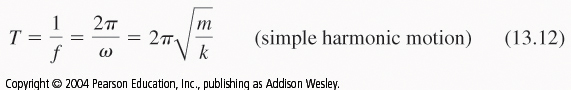 T = 1/f = 2π/ω = 2π√(m/k) (simple harmonic motion) (13.12)
Copyright © 2004 Pearson Education, Inc., publishing as Addison Wesley.